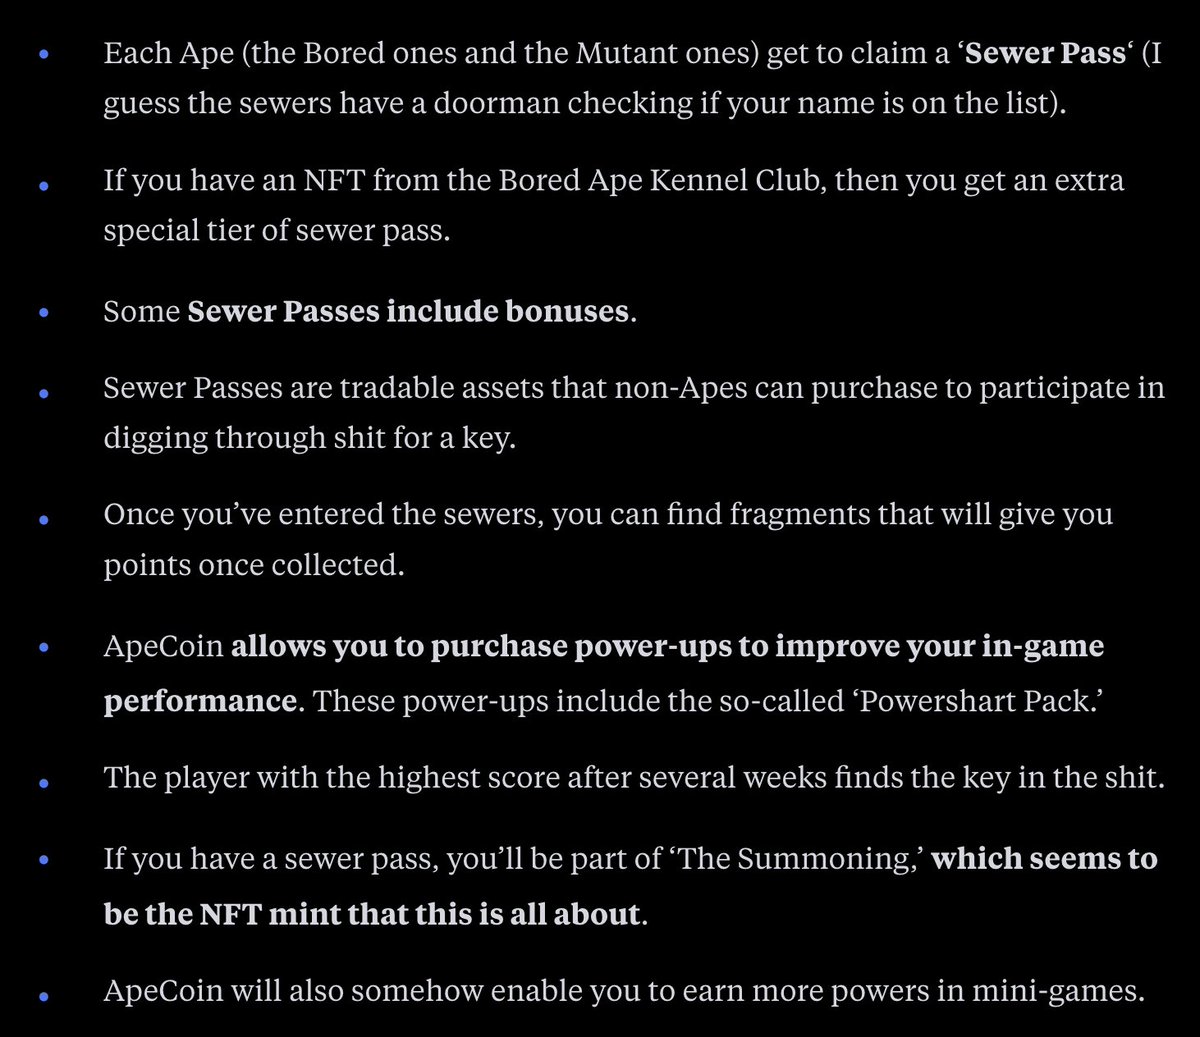 Each Ape (the Bored ones and the Mutant ones) get to claim a ‘Sewer Pass‘ (I
guess the sewers have a doorman checking if your name is on the list).
If you have an NFT from the Bored Ape Kennel Club, then you get an extra
special tier of sewer pass.
Some Sewer Passes include bonuses.
Sewer Passes are tradable assets that non-Apes can purchase to participate in
digging through shit for a key.
Once you’ve entered the sewers, you can find fragments that will give you
points once collected.
ApeCoin allows you to purchase power-ups to improve your in-game
performance. These power-ups include the so-called ‘Powershart Pack.’
The player with the highest score after several weeks finds the key in the shit.
If you have a sewer pass, you’ll be part of ‘The Summoning,’ which seems to
be the NFT mint that this is all about.
ApeCoin will also somehow enable you to earn more powers in mini-games.